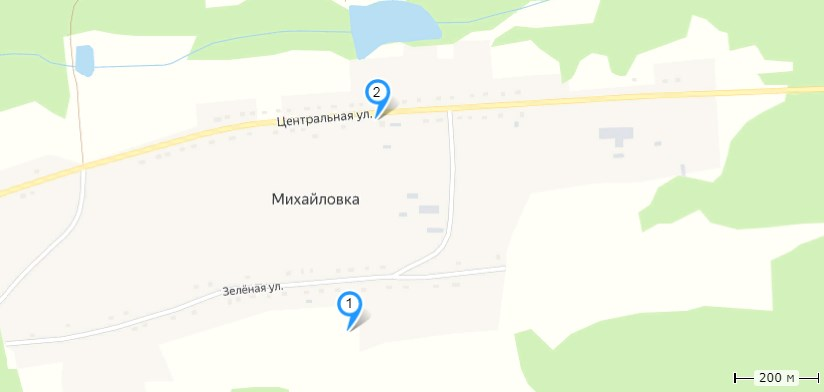 2
Центральная ул.
Михайловка
Зелёная ул.
1
200 м